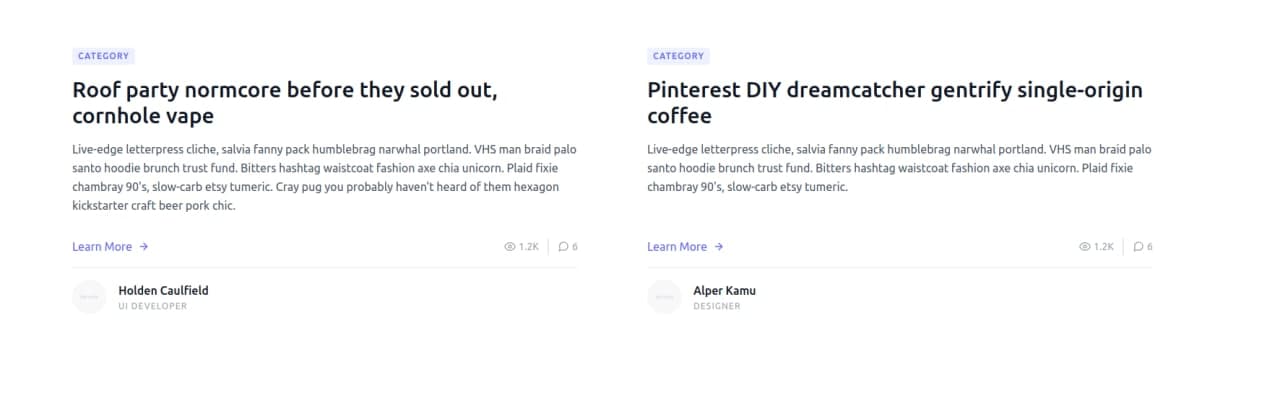 CATEGORY
Roof party normcore before they sold out,
cornhole vape
Live-edge letterpress cliche, salvia fanny pack humblebrag narwhal portland. VHS man braid palo
santo hoodie brunch trust fund. Bitters hashtag waistcoat fashion axe chia unicorn. Plaid fixie
chambray 90's, slow-carb etsy tumeric. Cray pug you probably haven't heard of them hexagon
kickstarter craft beer pork chic.
Learn More →
1.2K
6
Holden Caulfield
UI DEVELOPER
CATEGORY
Pinterest DIY dreamcatcher gentrify single-origin
coffee
Live-edge letterpress cliche, salvia fanny pack humblebrag narwhal portland. VHS man braid palo
santo hoodie brunch trust fund. Bitters hashtag waistcoat fashion axe chia unicorn. Plaid fixie
chambray 90's, slow-carb etsy tumeric.
Learn More →
1.2K
6
Alper Kamu
DESIGNER